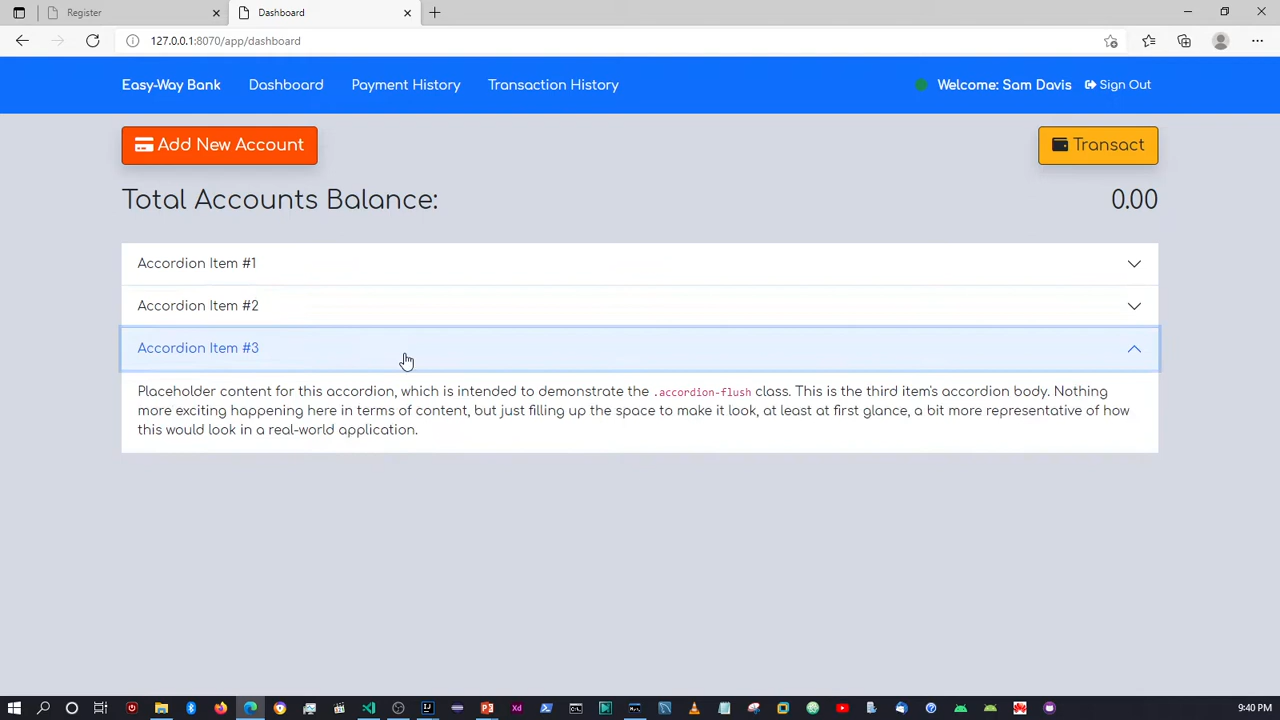 Register
Dashboard
127.0.0.1:8070/app/dashboard
Easy-Way Bank
Dashboard
Payment History
Transaction History
Welcome: Sam Davis
Sign Out
Add New Account
Transact
Total Accounts Balance:
0.00
Accordion Item #1
Accordion Item #2
Accordion Item #3
Placeholder content for this accordion, which is intended to demonstrate the .accordion-flush class. This is the third item's accordion body. Nothing
more exciting happening here in terms of content, but just filling up the space to make it look, at least at first glance, a bit more representative of how
this would look in a real-world application.
9:40 PM